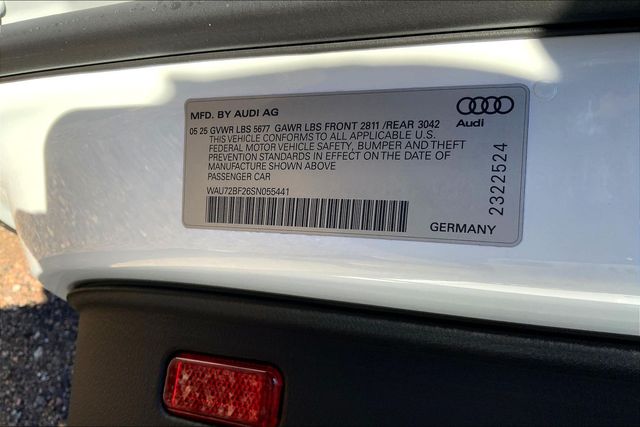 MFD. BY AUDI AG
Audi
05 25 GVWR LBS 5677 GAWR LBS FRONT 2811 /REAR 3042
THIS VEHICLE CONFORMS TO ALL APPLICABLE U.S.
FEDERAL MOTOR VEHICLE SAFETY, BUMPER AND THEFT
PREVENTION STANDARDS IN EFFECT ON THE DATE OF
MANUFACTURE SHOWN ABOVE
PASSENGER CAR
WAU72BF26SN055441
2322524
GERMANY